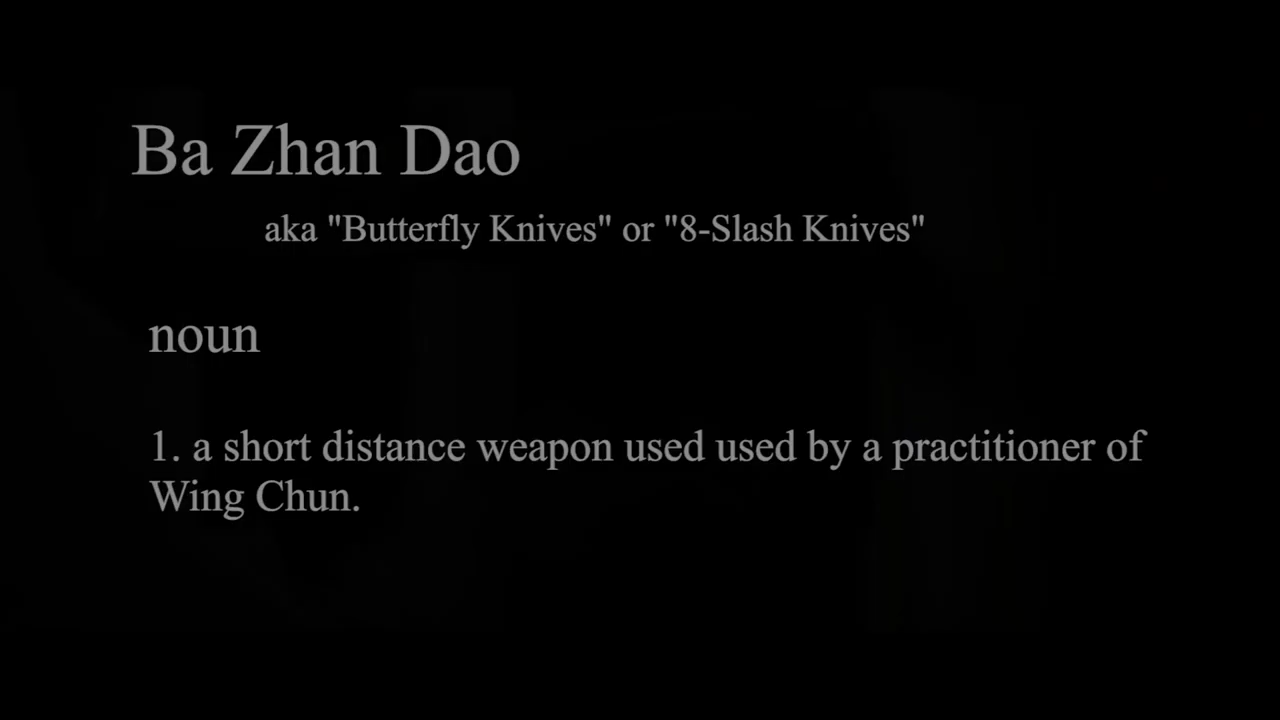 Ba Zhan Dao
aka "Butterfly Knives" or "8-Slash Knives"
noun
1. a short distance weapon used used by a practitioner of
Wing Chun.